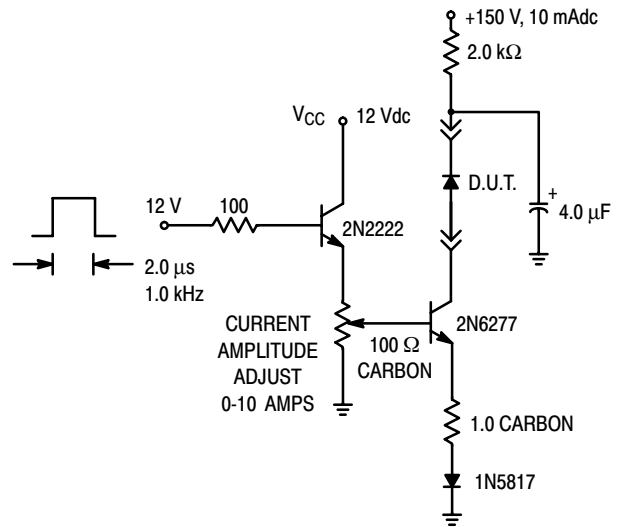 +150 V, 10 mAdc
2.0 kΩ
VCC
12 Vdc
D.U.T.
+
4.0 μF
12 V
100
2N2222
2.0 μs
1.0 kHz
CURRENT
AMPLITUDE
ADJUST
0-10 AMPS
100 Ω
CARBON
2N6277
1.0 CARBON
1N5817